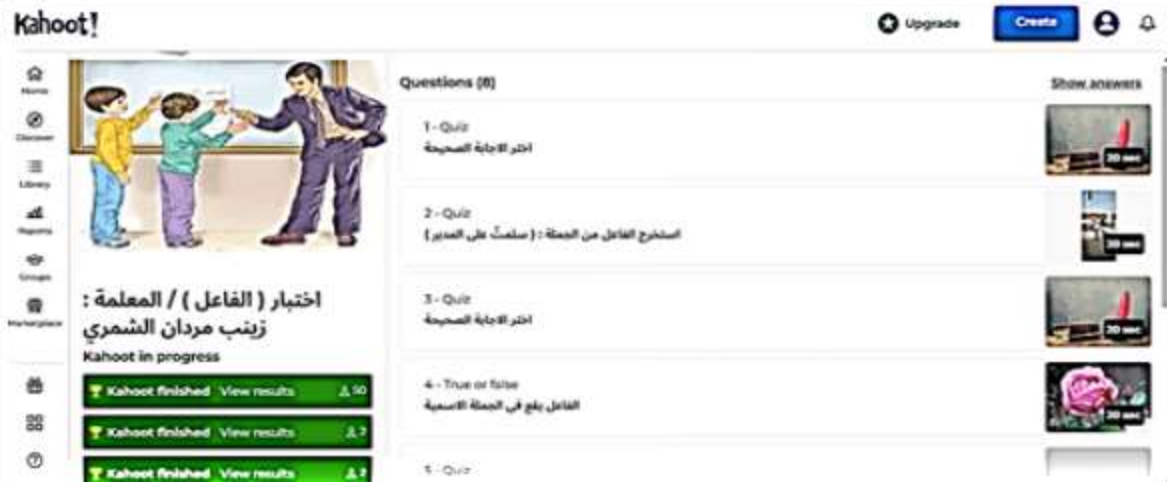 Kahoot!
Upgrade
Create
Home
Discover
Library
Reports
Groups
Marketplace
اختبار ( الفاعل ) / المعلمة :
زينب مردان الشمري
Kahoot in progress
Kahoot finished View results 50
Kahoot finished View results 2
Kahoot finished View results 2
Questions (8)
Show answers
1 - Quiz
اختر الاجابة الصحيحة
20 sec
2 - Quiz
استخرج الفاعل من الجملة : ( سلمتُ على المدير )
20 sec
3 - Quiz
اختر الاجابة الصحيحة
20 sec
4 - True or false
الفاعل يقع في الجملة الاسمية
20 sec
5 - Quiz